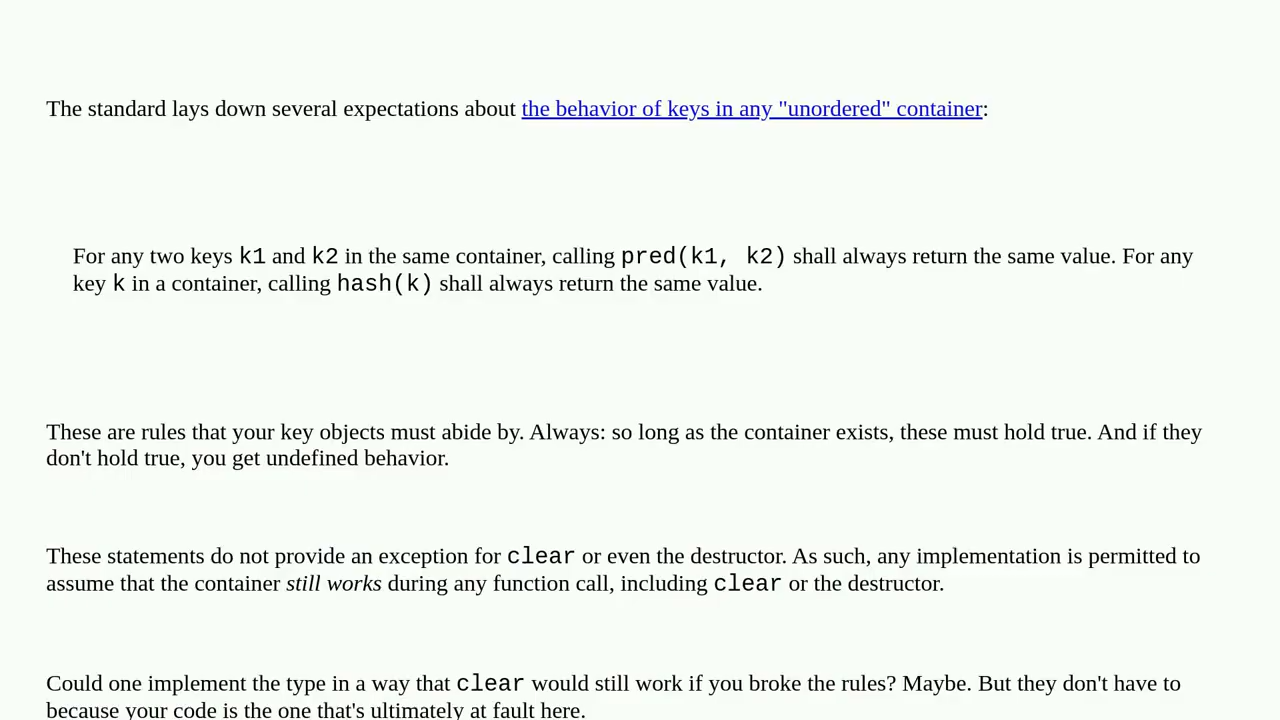 The standard lays down several expectations about the behavior of keys in any "unordered" container:
For any two keys k1 and k2 in the same container, calling pred(k1, k2) shall always return the same value. For any
key k in a container, calling hash(k) shall always return the same value.
These are rules that your key objects must abide by. Always: so long as the container exists, these must hold true. And if they
don't hold true, you get undefined behavior.
These statements do not provide an exception for clear or even the destructor. As such, any implementation is permitted to
assume that the container still works during any function call, including clear or the destructor.
Could one implement the type in a way that clear would still work if you broke the rules? Maybe. But they don't have to
because your code is the one that's ultimately at fault here.